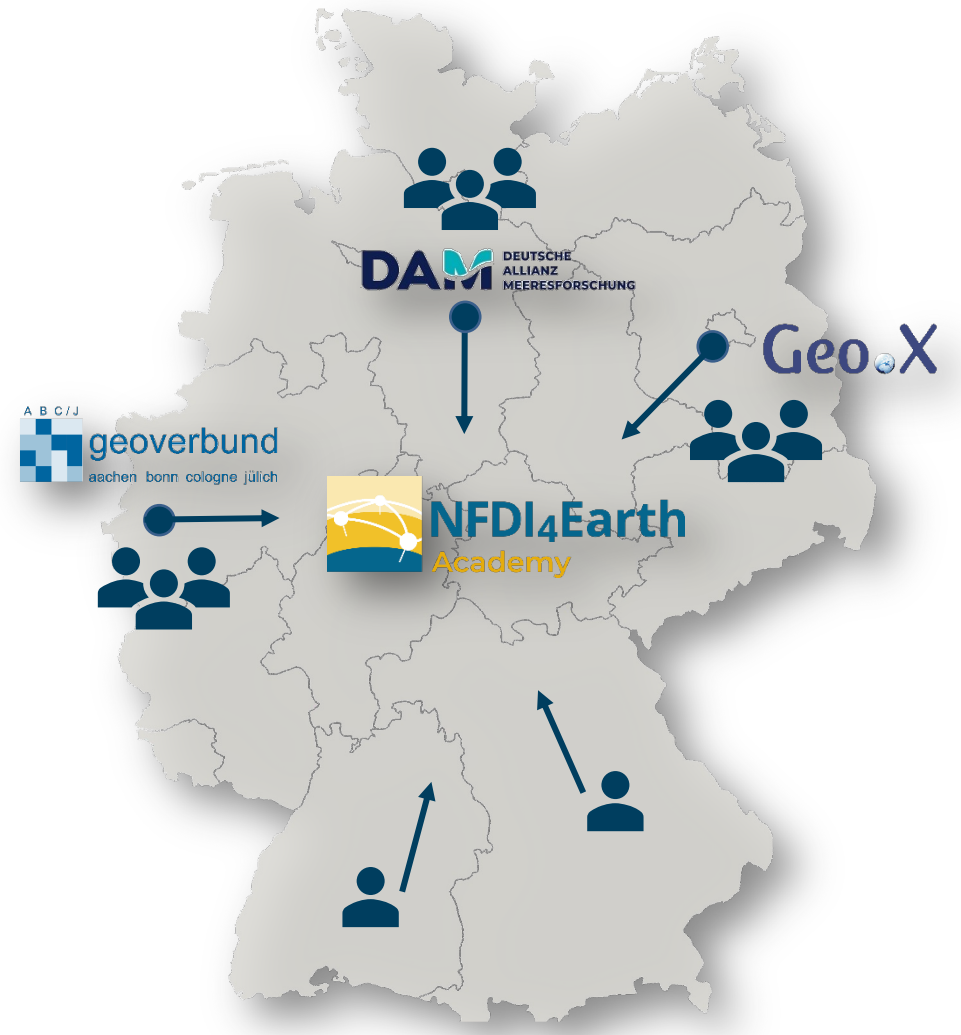 DAM DEUTSCHE
ALLIANZ
MEERESFORSCHUNG
Geo.X
A B C / J
geoverbund
aachen bonn cologne jülich
NFDI4Earth
Academy